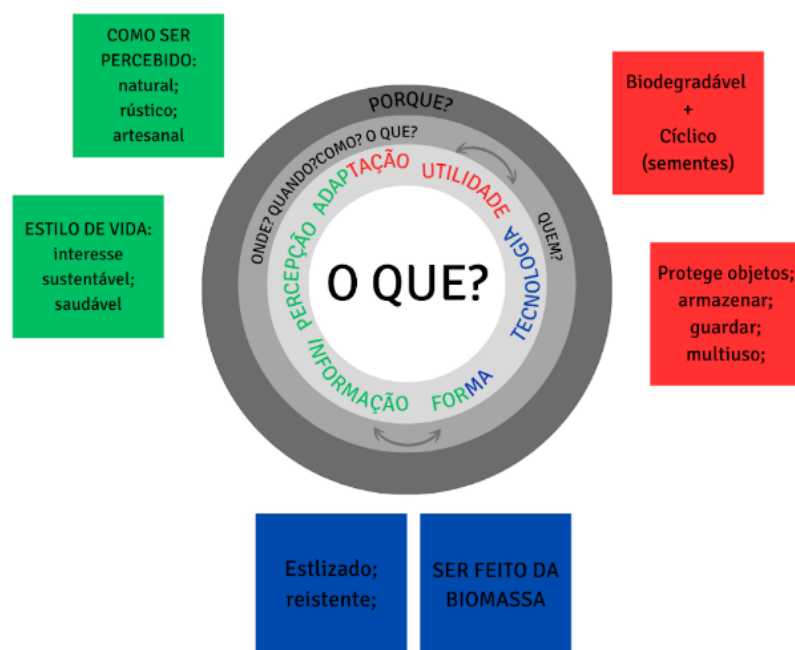 COMO SER
PERCEBIDO:
natural;
rústico;
artesanal
ESTILO DE VIDA:
interesse
sustentável;
saudável
PORQUE?
ONDE? QUANDO?COMO? O QUE?
QUEM?
ADAPTAÇÃO
UTILIDADE
TECNOLOGIA
FORMA
INFORMAÇÃO
PERCEPÇÃO
O QUE?
Biodegradável
+
Cíclico
(sementes)
Protege objetos;
armazenar;
guardar;
multiuso;
Estlizado;
reistente;
SER FEITO DA
BIOMASSA